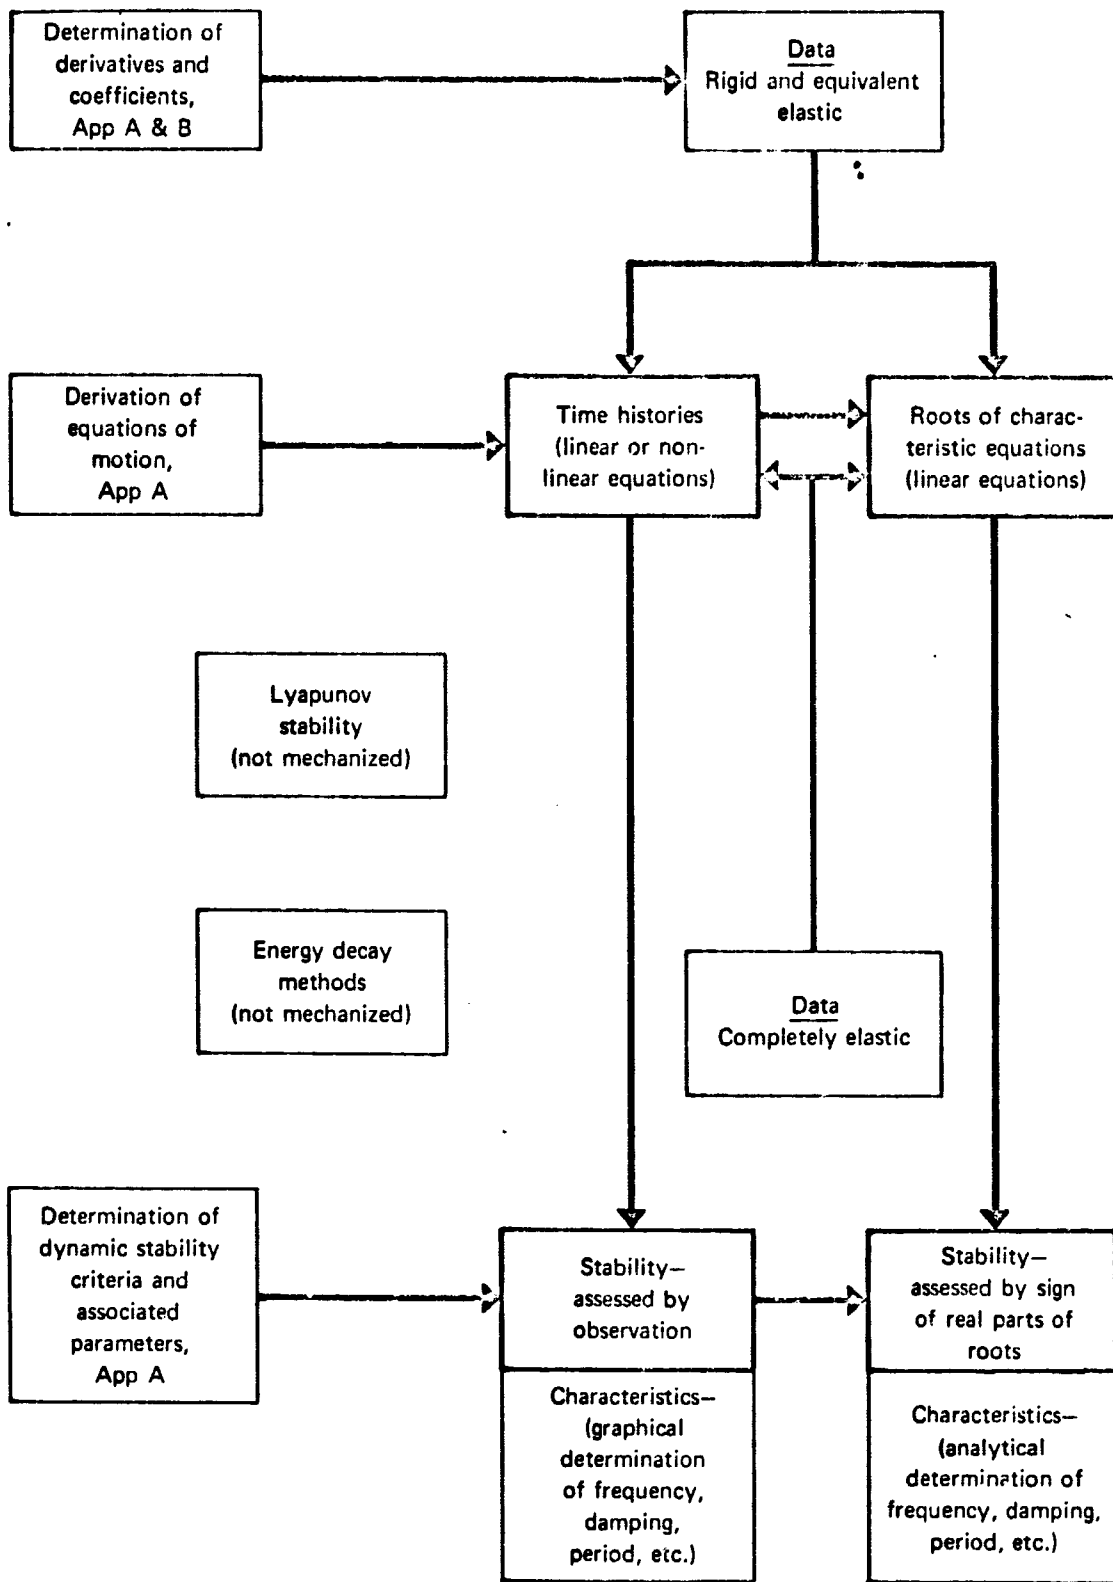 Determination of
derivatives and
coefficients,
App A & B
Data
Rigid and equivalent
elastic
Derivation of
equations of
motion,
App A
Time histories
(linear or non-
linear equations)
Roots of charac-
teristic equations
(linear equations)
Lyapunov
stability
(not mechanized)
Energy decay
methods
(not mechanized)
Data
Completely elastic
Determination of
dynamic stability
criteria and
associated
parameters,
App A
Stability—
assessed by
observation
Stability—
assessed by sign
of real parts of
roots
Characteristics—
(graphical
determination
of frequency,
damping,
period, etc.)
Characteristics—
(analytical
determination of
frequency, damping,
period, etc.)